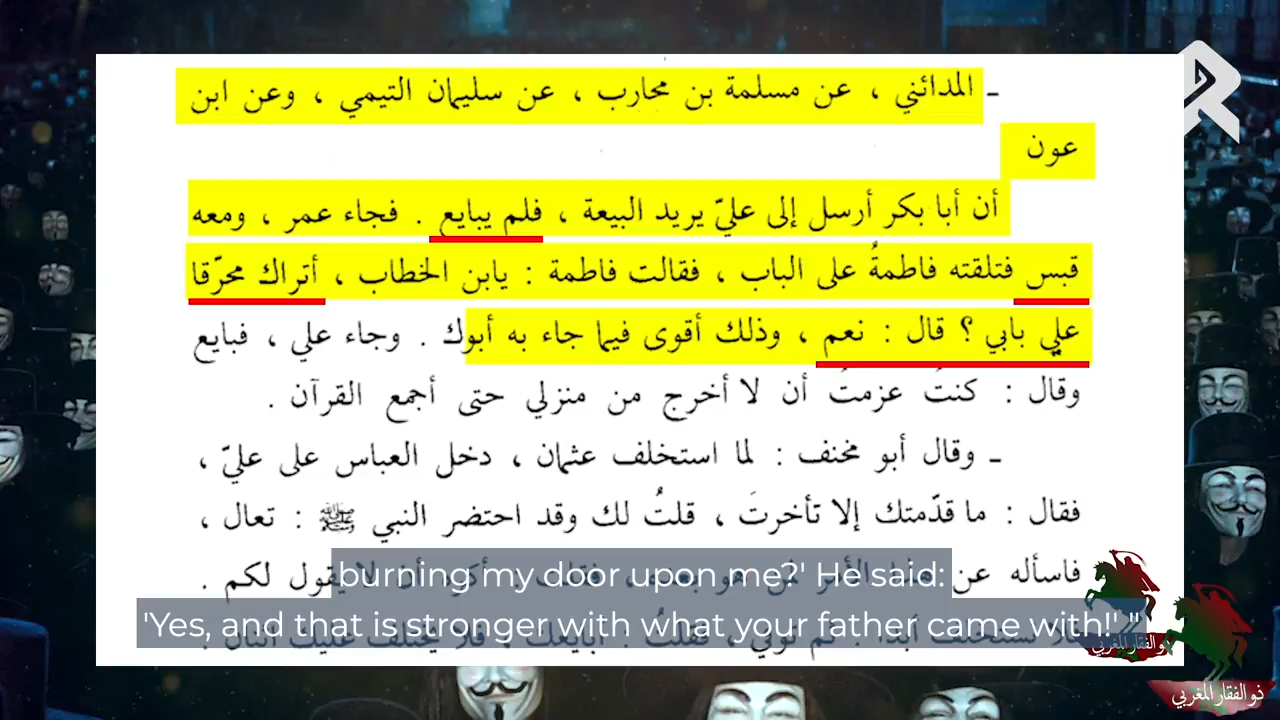 ـ المدائني ، عن مسلمة بن محارب ، عن سليمان التيمي ، وعن ابن
عون
أن أبا بكر أرسل إلى عليّ يريد البيعة ، فلم يبايع . فجاء عمر ، ومعه
قبس فتلقته فاطمةُ على الباب ، فقالت فاطمة : يابن الخطاب ، أتراك محرّقا
علي بابي ؟ قال : نعم ، وذلك أقوى فيما جاء به أبوك . وجاء علي ، فبايع
وقال : كنتُ عزمتُ أن لا أخرج من منزلي حتى أجمع القرآن .
ـ وقال أبو مخنف : لما استخلف عثمان ، دخل العباس على عليّ ،
فقال : ما قدّمتك إلا تأخرتَ ، قلتُ لك وقد احتضر النبي ﷺ : تعال ،
فاسأله عن يقول لكم .
burning my door upon me?' He said:
'Yes, and that is stronger with what your father came with!' ”
ذو الفقار المغربي
ذو الفقار المغربي